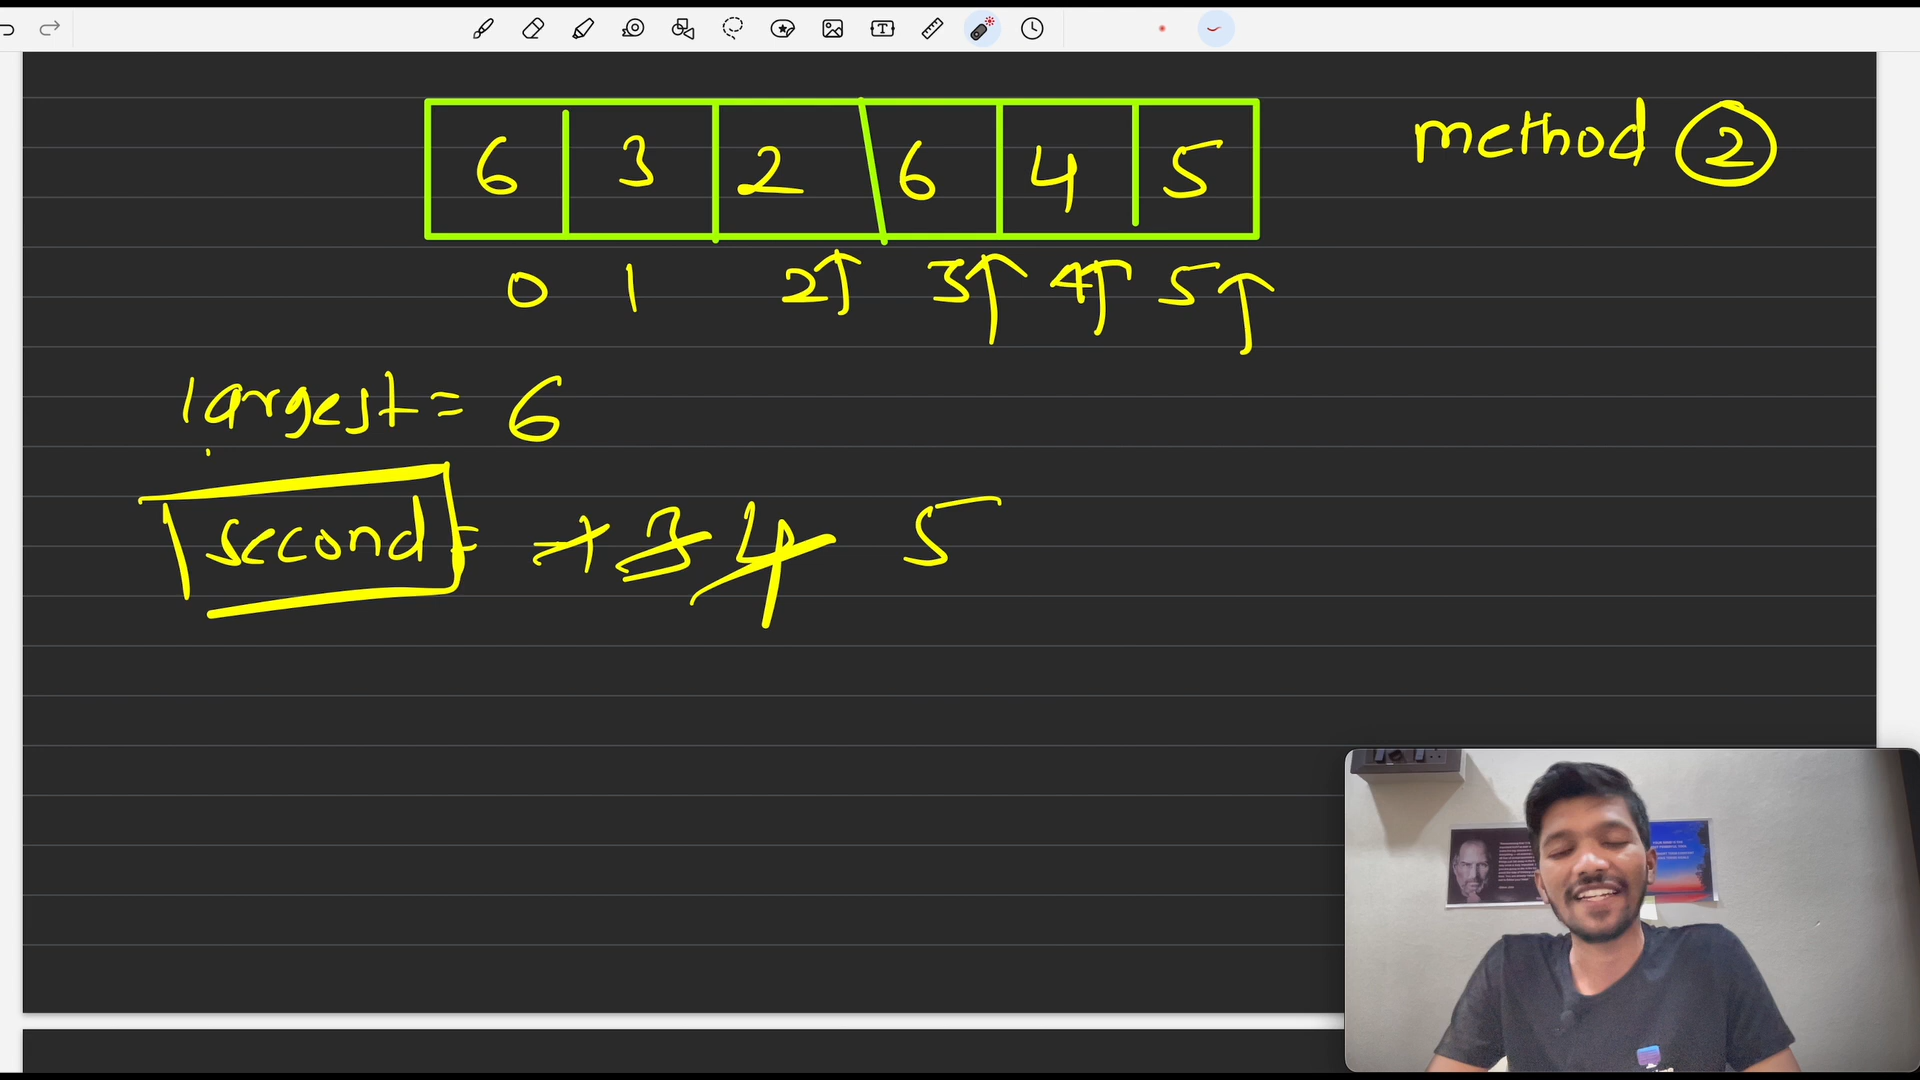 6 3 2 6 4 5
method 2
0 1 2↑ 3↑ 4↑ 5↑
largest = 6
second = -1 3 4 5